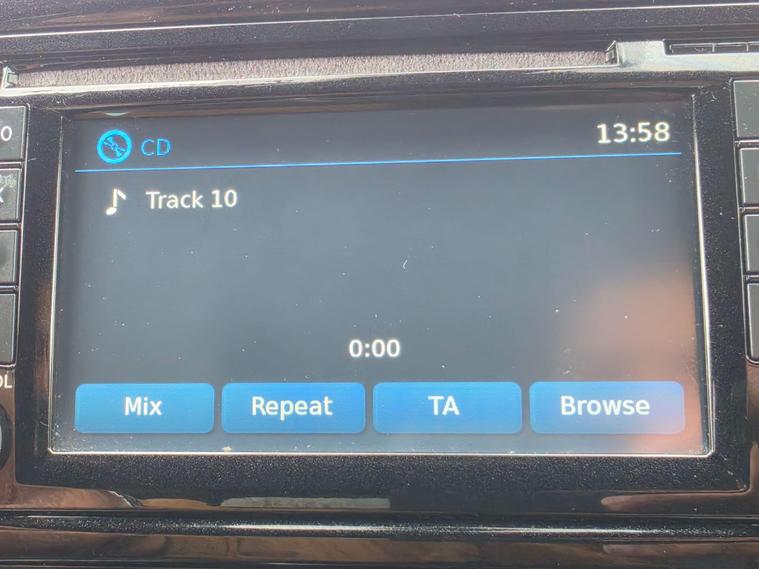 CD
13:58
Track 10
0:00
Mix
Repeat
TA
Browse